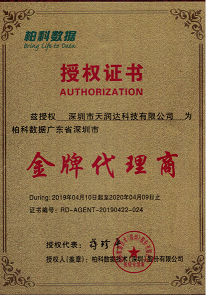 柏科数据
Bring Life to Data
授权证书
AUTHORIZATION
兹授权 深圳市天润达科技有限公司 为
柏科数据广东省深圳市
金牌代理商
During: 2019年04月10日起至2020年04月09日止
证书编号: RD-AGENT-20190422-024
授权代表:
授权人(盖章): 柏科数据技术(深圳)股份有限公司